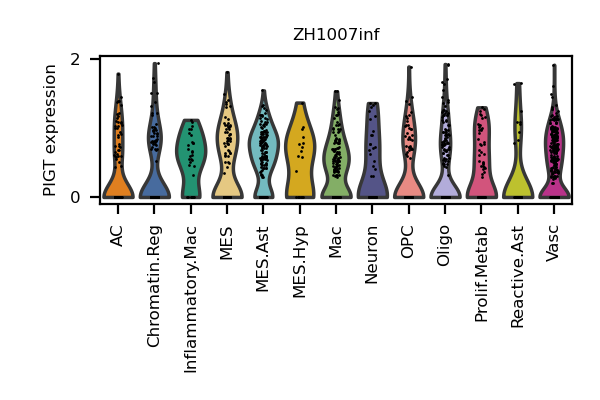 ZH1007inf
PIGT expression
2
0
AC
Chromatin.Reg
Inflammatory.Mac
MES
MES.Ast
MES.Hyp
Mac
Neuron
OPC
Oligo
Prolif.Metab
Reactive.Ast
Vasc